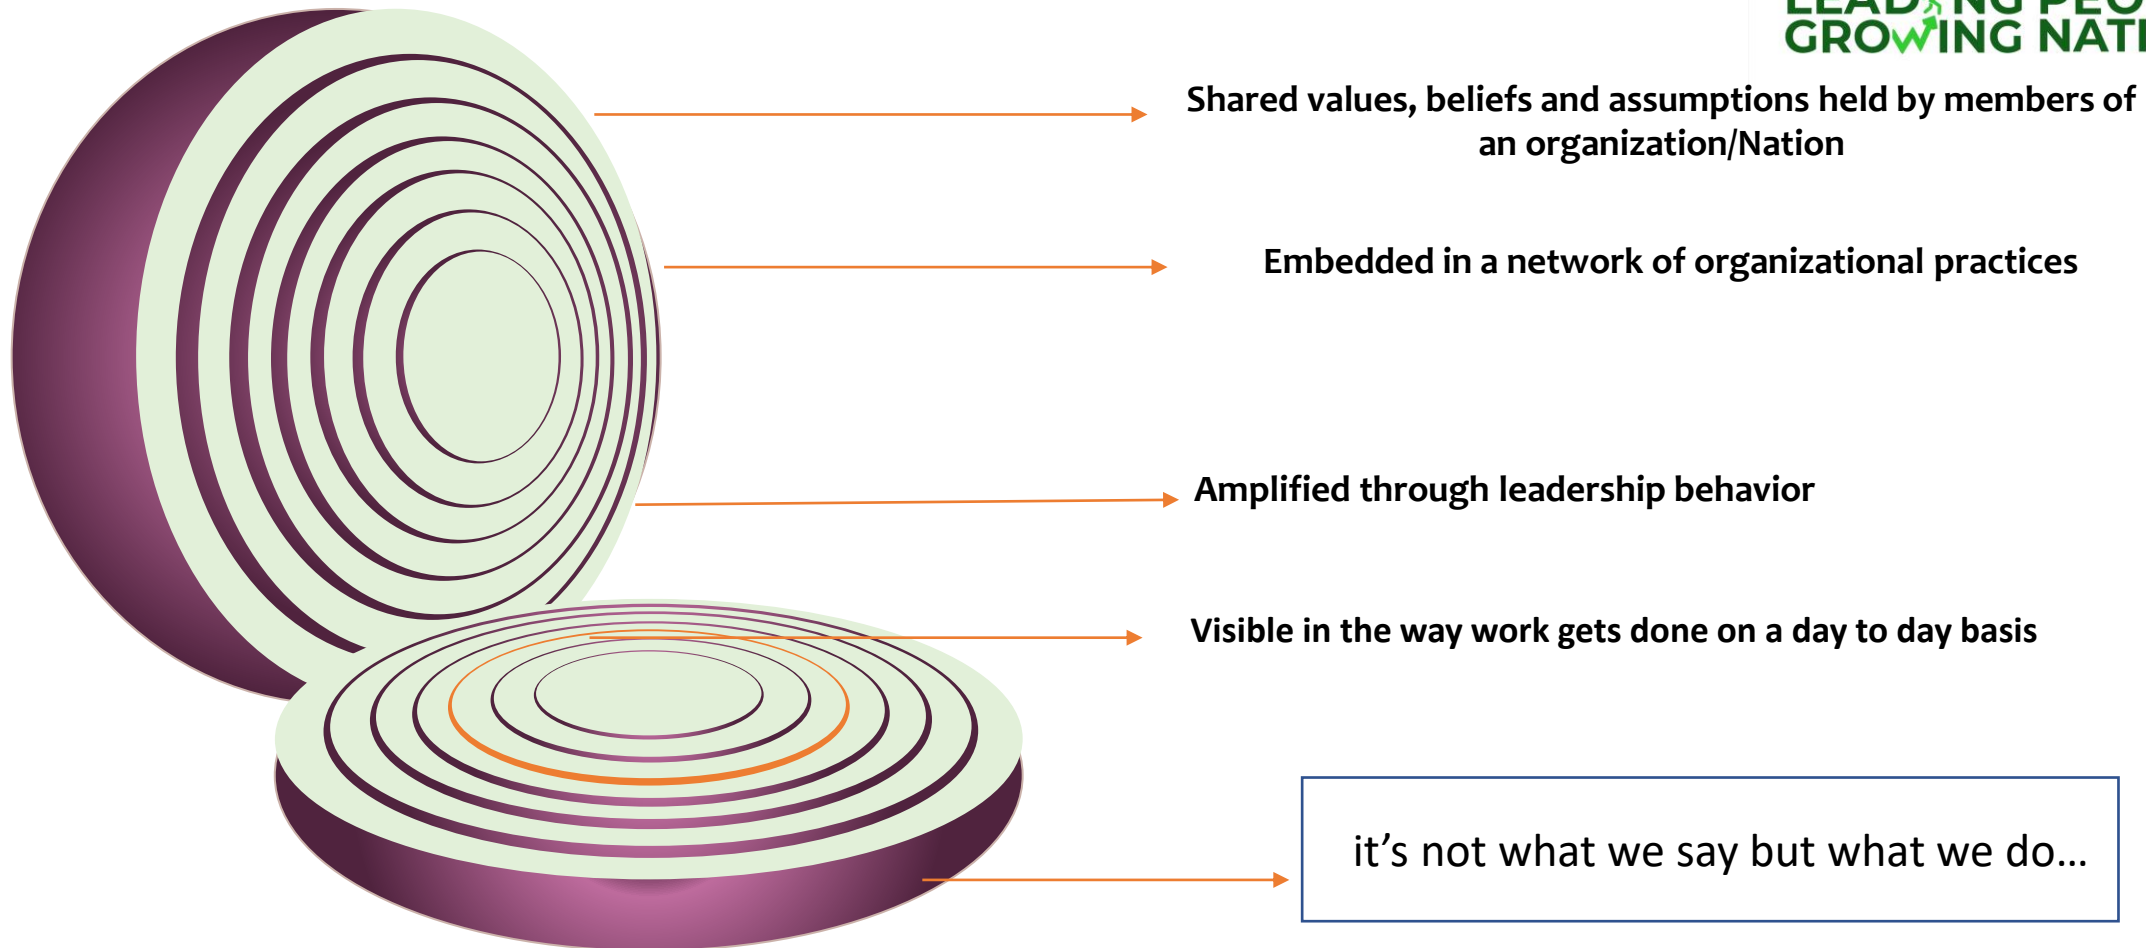 GROWING NATI
Shared values, beliefs and assumptions held by members of
an organization/Nation
Embedded in a network of organizational practices
Amplified through leadership behavior
Visible in the way work gets done on a day to day basis
it's not what we say but what we do...